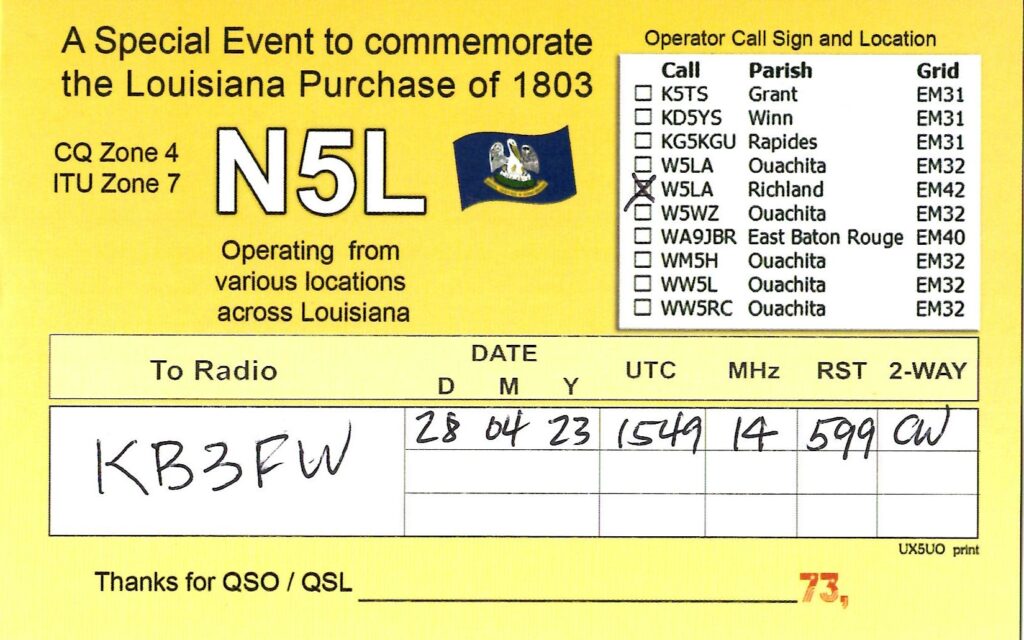 A Special Event to commemorate
the Louisiana Purchase of 1803
CQ Zone 4
ITU Zone 7
N5L
Operating from
various locations
across Louisiana
Operator Call Sign and Location
Call Parish Grid
K5TS Grant EM31
KD5YS Winn EM31
KG5KGU Rapides EM31
W5LA Ouachita EM32
W5LA Richland EM42
W5WZ Ouachita EM32
WA9JBR East Baton Rouge EM40
WM5H Ouachita EM32
WW5L Ouachita EM32
WW5RC Ouachita EM32
To Radio DATE UTC MHz RST 2-WAY
D M Y
KB3FW 28 04 23 1549 14 599 CW
UX5UO print
Thanks for QSO / QSL 73,